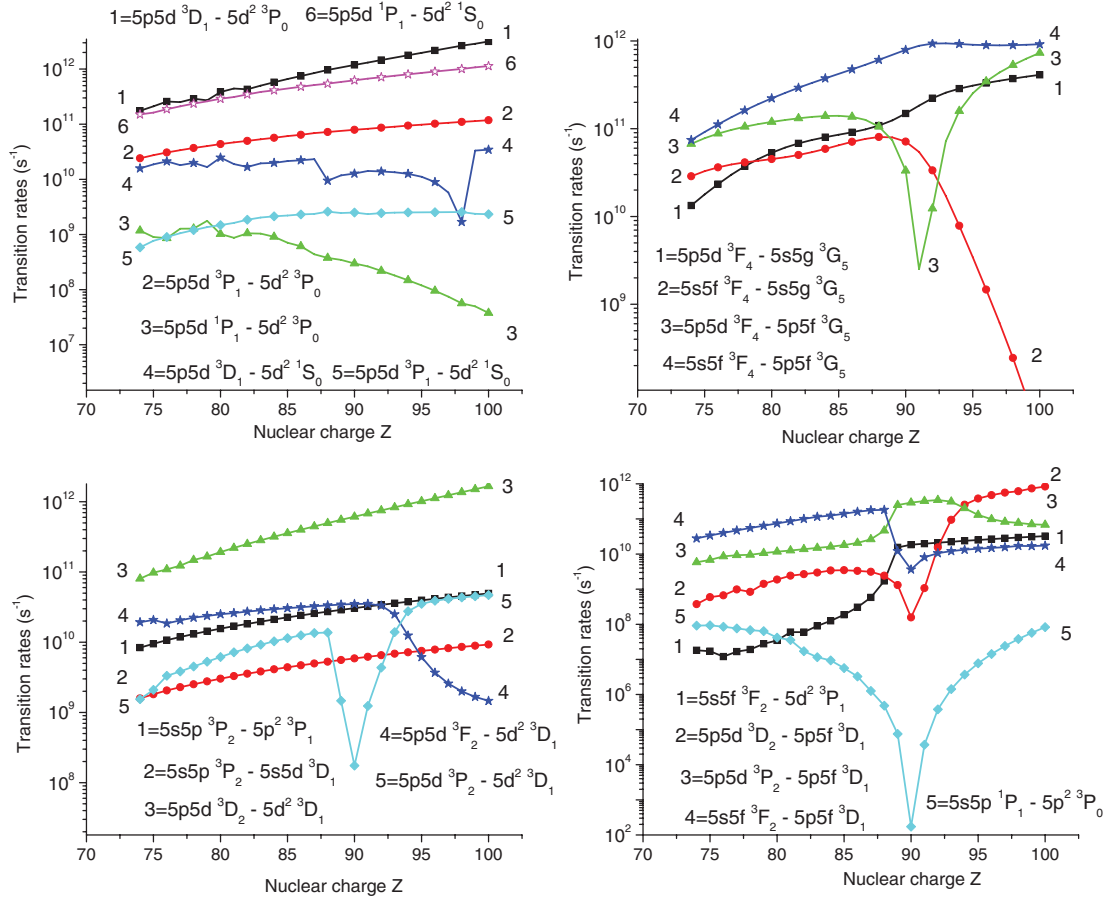 1=5p5d ³D₁ - 5d² ³P₀ 6=5p5d ¹P₁ - 5d² ¹S₀
Transition rates (s⁻¹)
10¹²
10¹¹
10¹⁰
10⁹
10⁸
10⁷
1
6
2
4
3
5
1
6
2
4
5
3
2=5p5d ³P₁ - 5d² ³P₀
3=5p5d ¹P₁ - 5d² ³P₀
4=5p5d ³D₁ - 5d² ¹S₀ 5=5p5d ³P₁ - 5d² ¹S₀
70 75 80 85 90 95 100
Nuclear charge Z
Transition rates (s⁻¹)
10¹²
10¹¹
10¹⁰
10⁹
4
3
2
1
4
3
1
3
2
1=5p5d ³F₄ - 5s5g ³G₅
2=5s5f ³F₄ - 5s5g ³G₅
3=5p5d ³F₄ - 5p5f ³G₅
4=5s5f ³F₄ - 5p5f ³G₅
70 75 80 85 90 95 100
Nuclear charge Z
Transition rates (s⁻¹)
10¹²
10¹¹
10¹⁰
10⁹
10⁸
3
4
1
2
5
3
1
5
2
4
1=5s5p ³P₂ - 5p² ³P₁
2=5s5p ³P₂ - 5s5d ³D₁
3=5p5d ³D₂ - 5d² ³D₁
4=5p5d ³F₂ - 5d² ³D₁
5=5p5d ³P₂ - 5d² ³D₁
70 75 80 85 90 95 100
Nuclear charge Z
Transition rates (s⁻¹)
10¹²
10¹⁰
10⁸
10⁶
10⁴
10²
4
3
2
5
1
2
3
1
4
5
1=5s5f ³F₂ - 5d² ³P₁
2=5p5d ³D₂ - 5p5f ³D₁
3=5p5d ³P₂ - 5p5f ³D₁
4=5s5f ³F₂ - 5p5f ³D₁
5=5s5p ¹P₁ - 5p² ³P₀
70 75 80 85 90 95 100
Nuclear charge Z